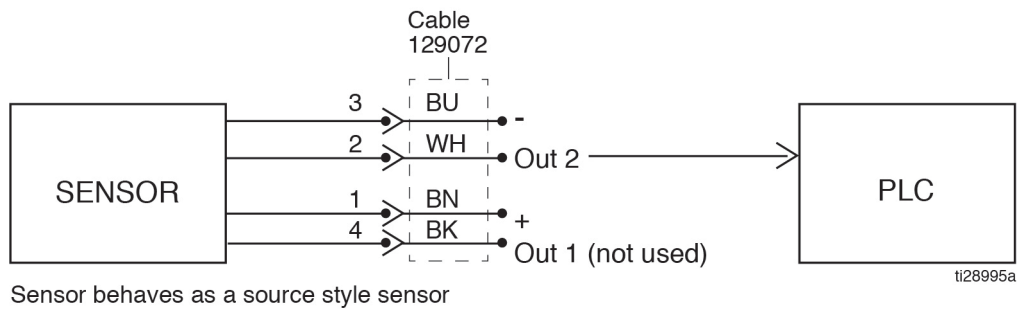 Cable
129072
3 BU -
2 WH Out 2
1 BN +
4 BK Out 1 (not used)
SENSOR
PLC
ti28995a
Sensor behaves as a source style sensor